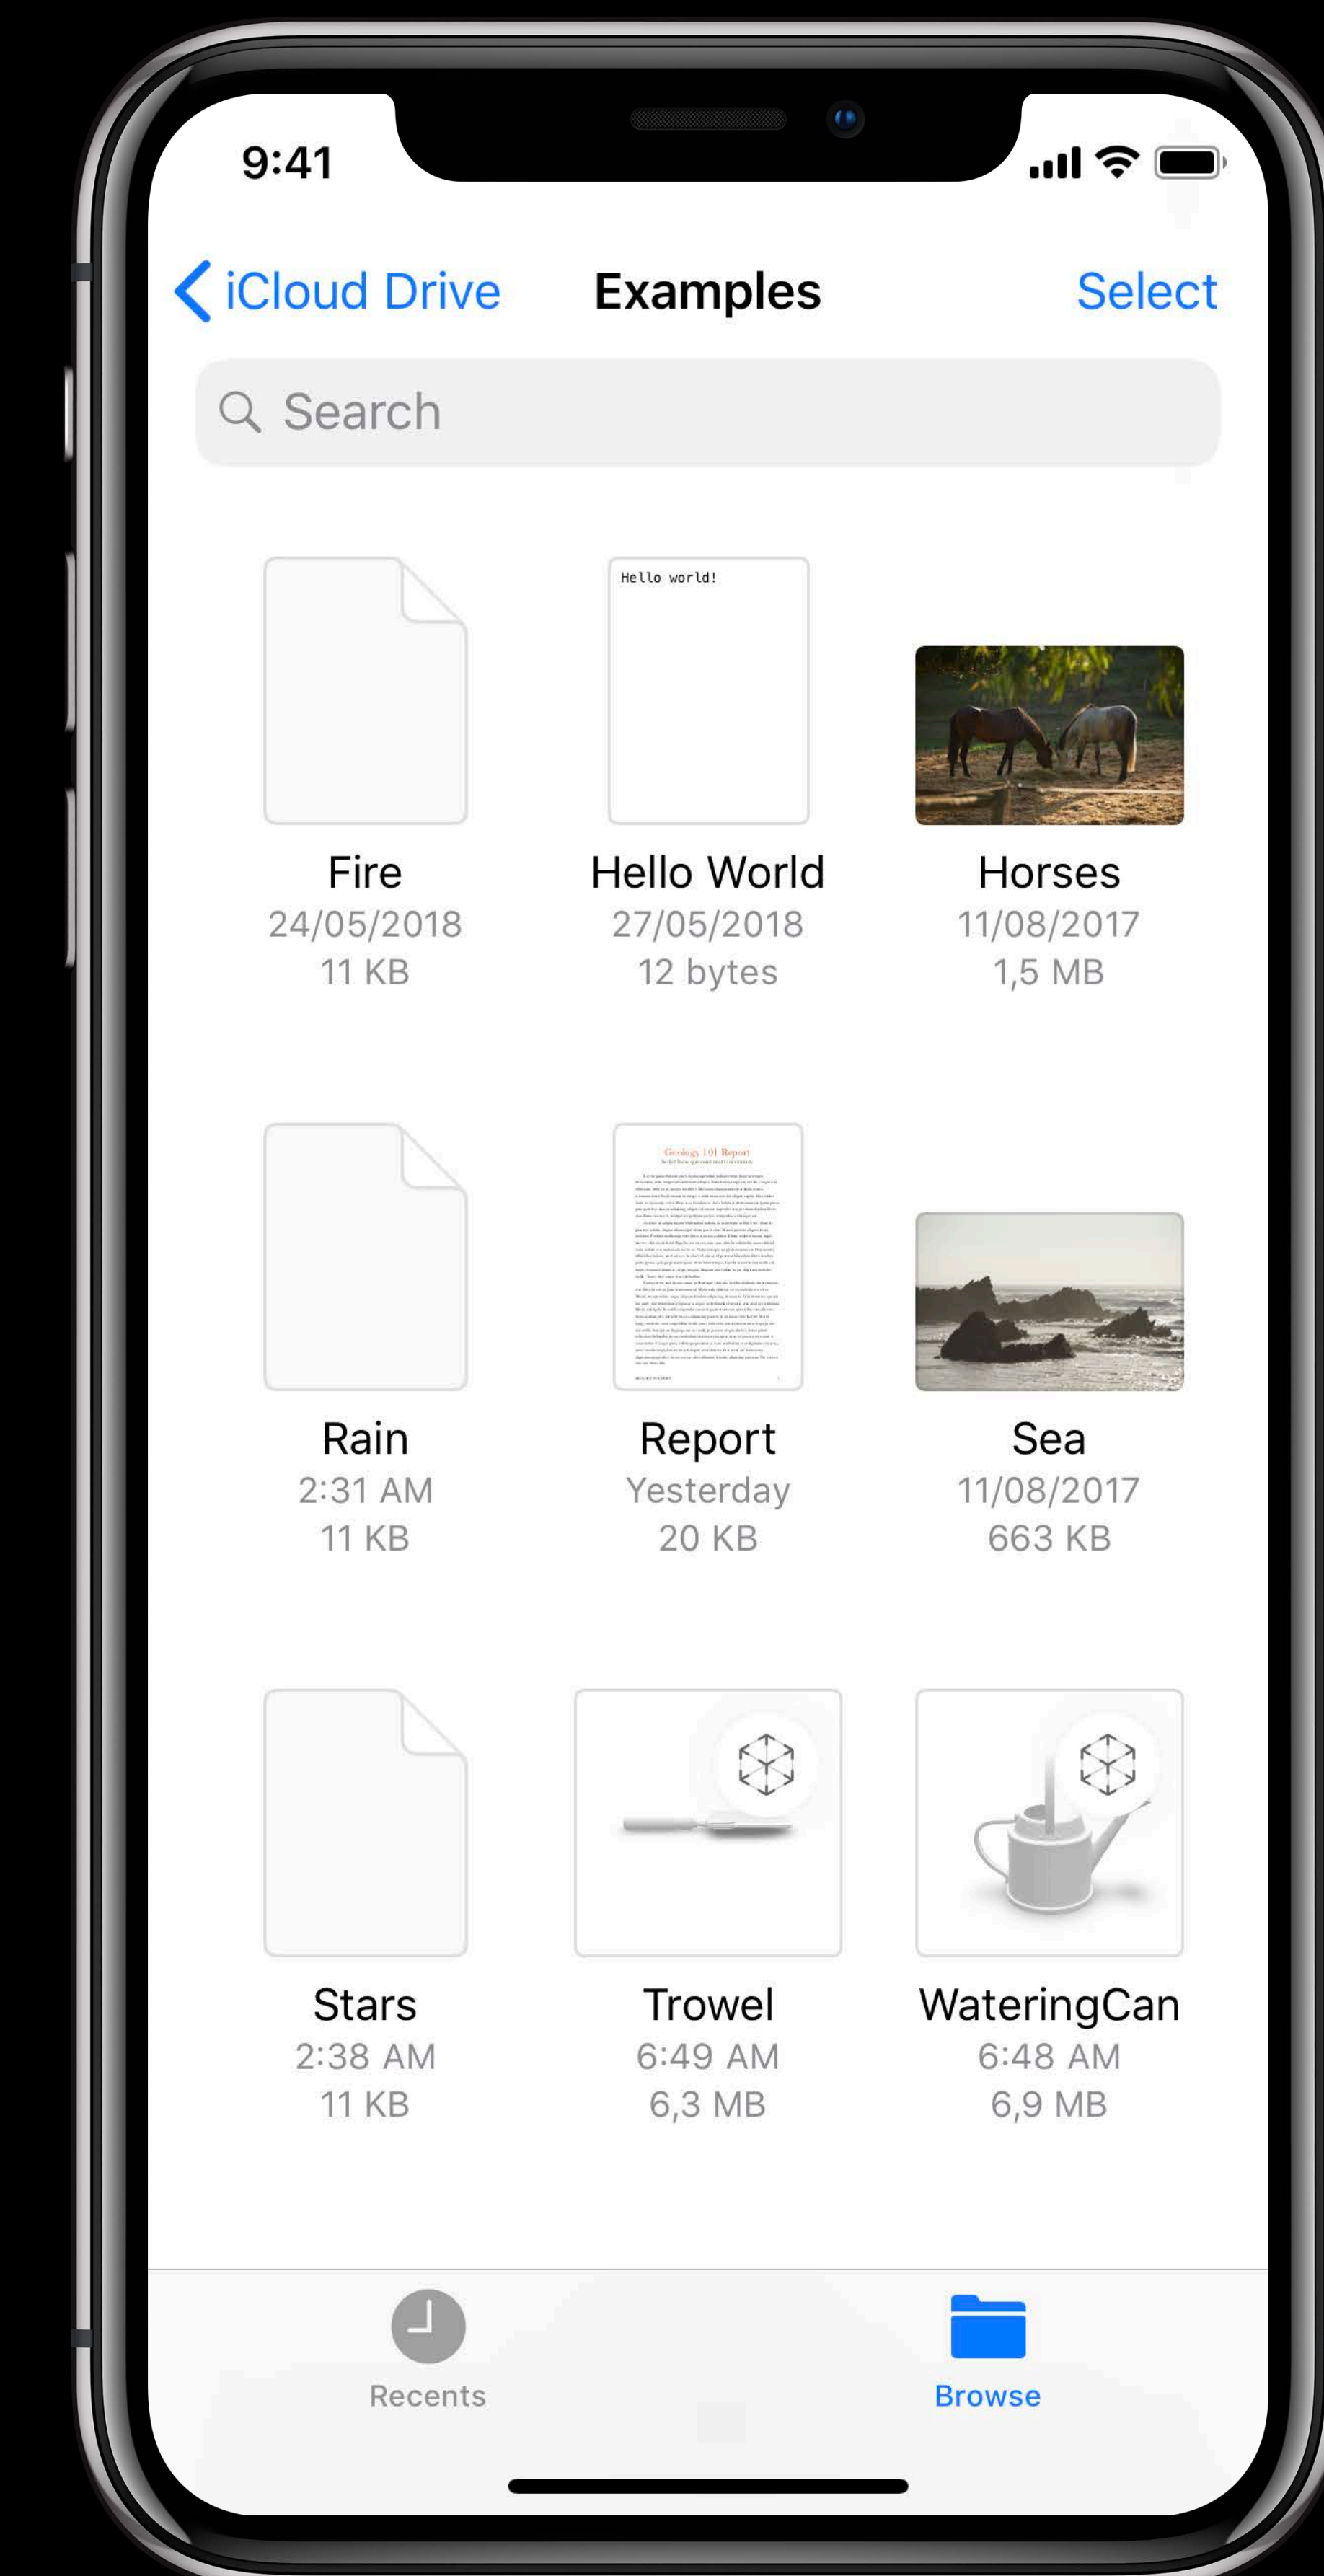 9:41
iCloud Drive Examples Select
Search
Hello world!
Fire Hello World Horses
24/05/2018 27/05/2018 11/08/2017
11 KB 12 bytes 1,5 MB
Geology 101 Report
Rain Report Sea
2:31 AM Yesterday 11/08/2017
11 KB 20 KB 663 KB
Stars Trowel WateringCan
2:38 AM 6:49 AM 6:48 AM
11 KB 6,3 MB 6,9 MB
Recents Browse